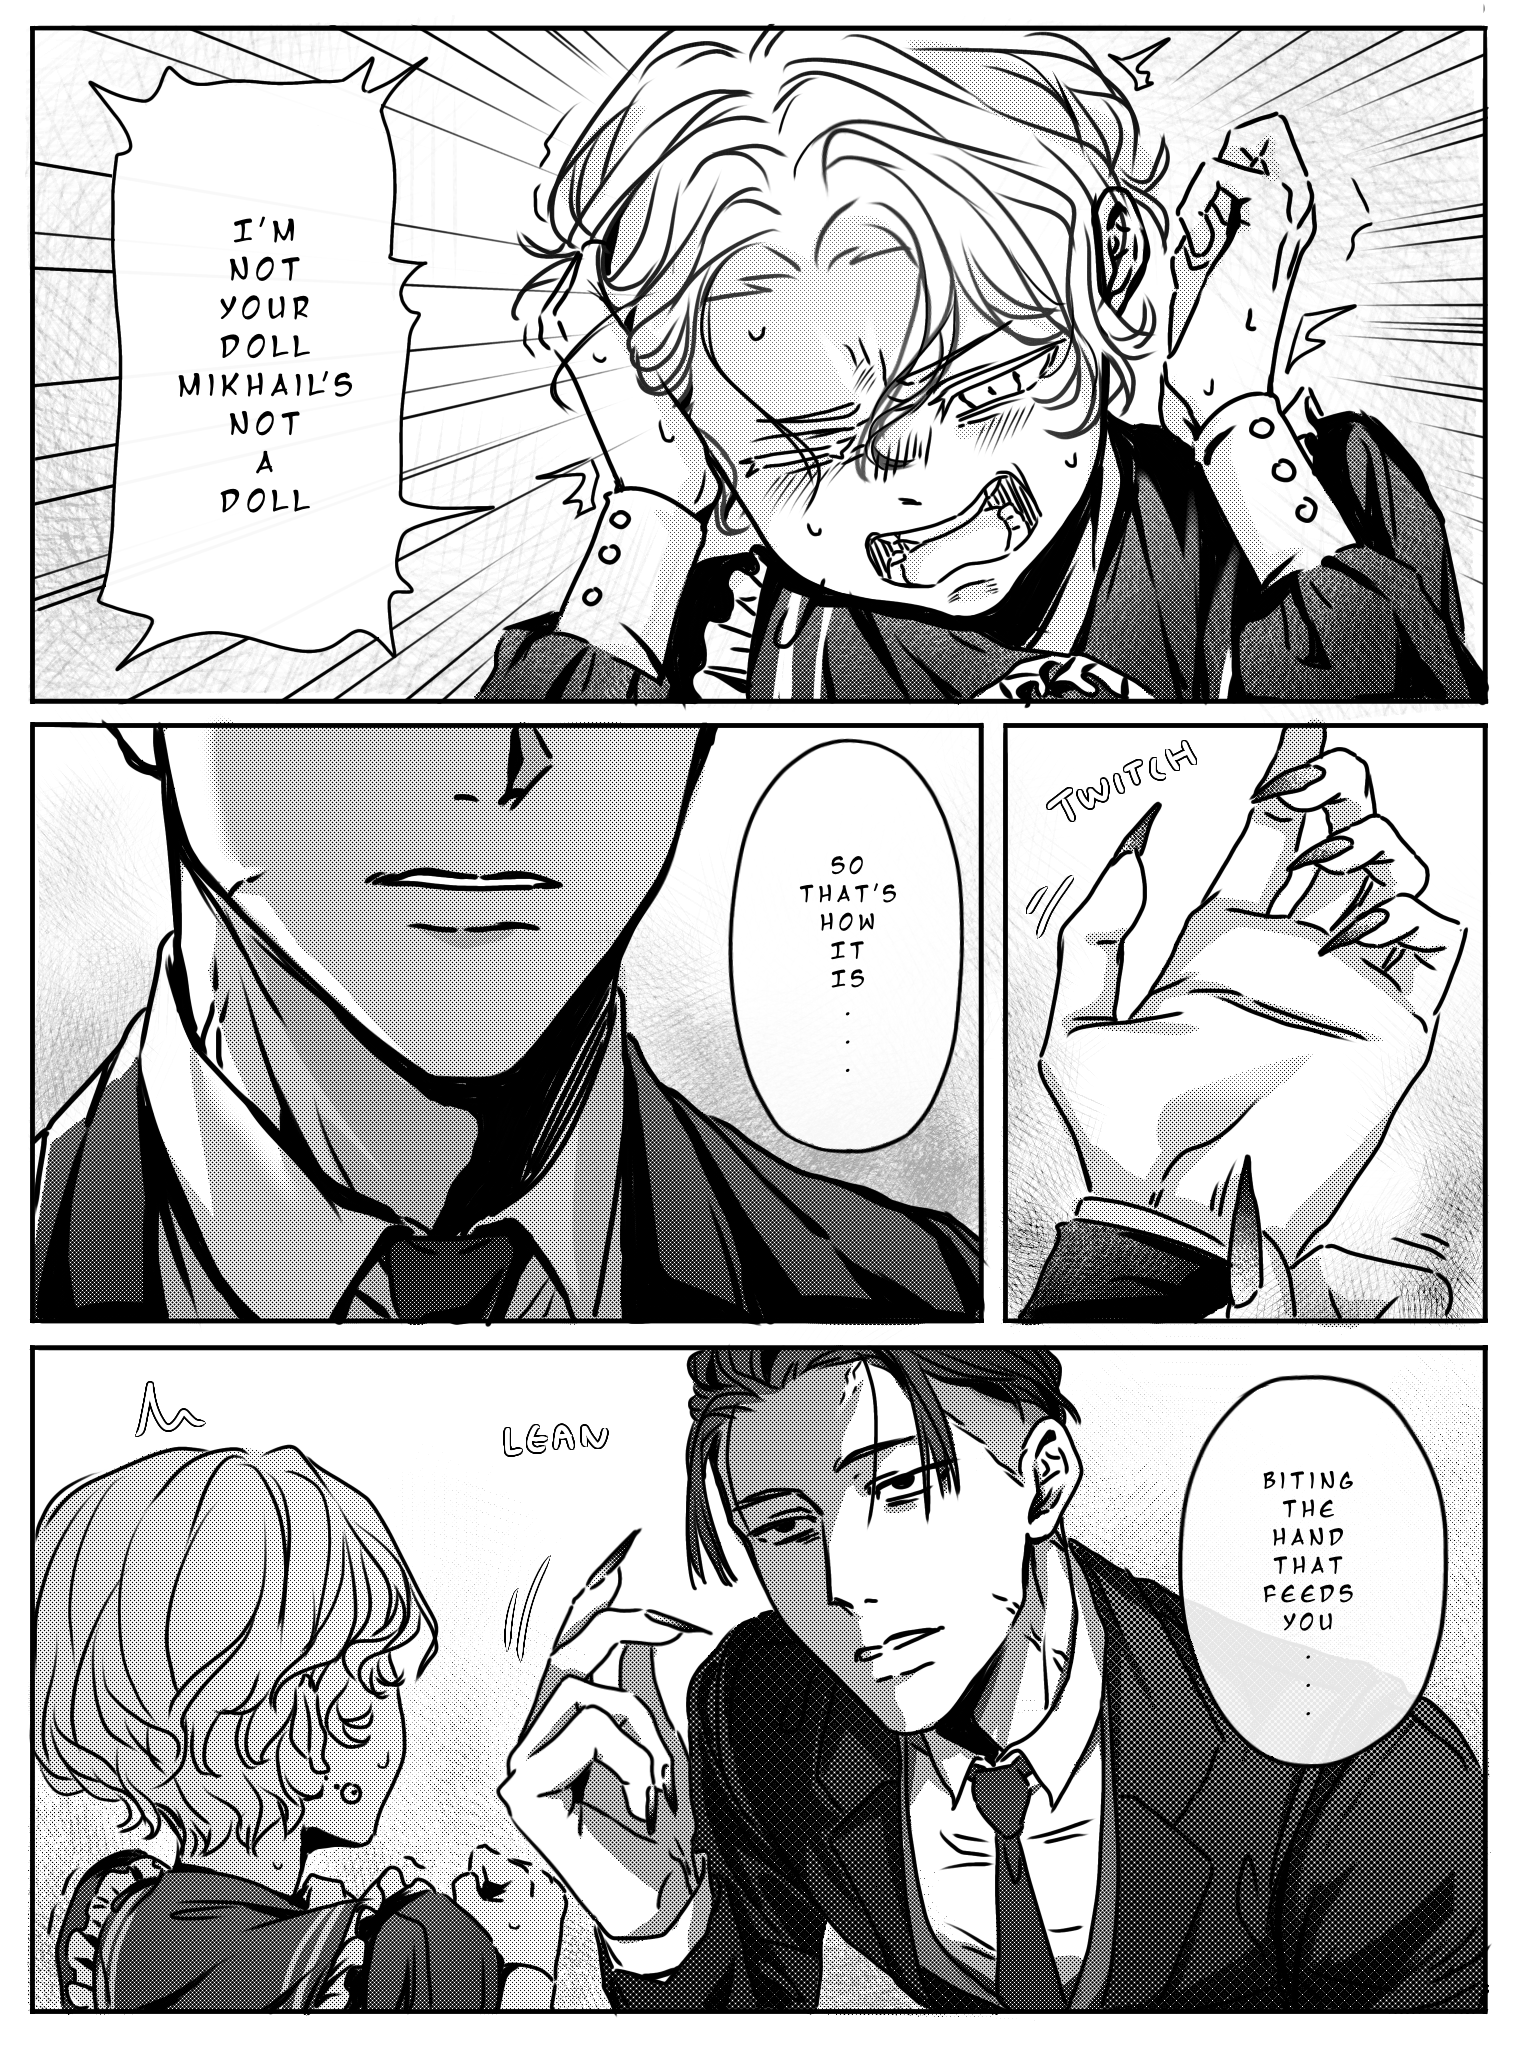 I'M
NOT
YOUR
DOLL
MIKHAIL'S
NOT
A
DOLL
SO
THAT'S
HOW
IT
IS
.
.
.
TWITCH
LEAN
BITING
THE
HAND
THAT
FEEDS
YOU
.
.
.